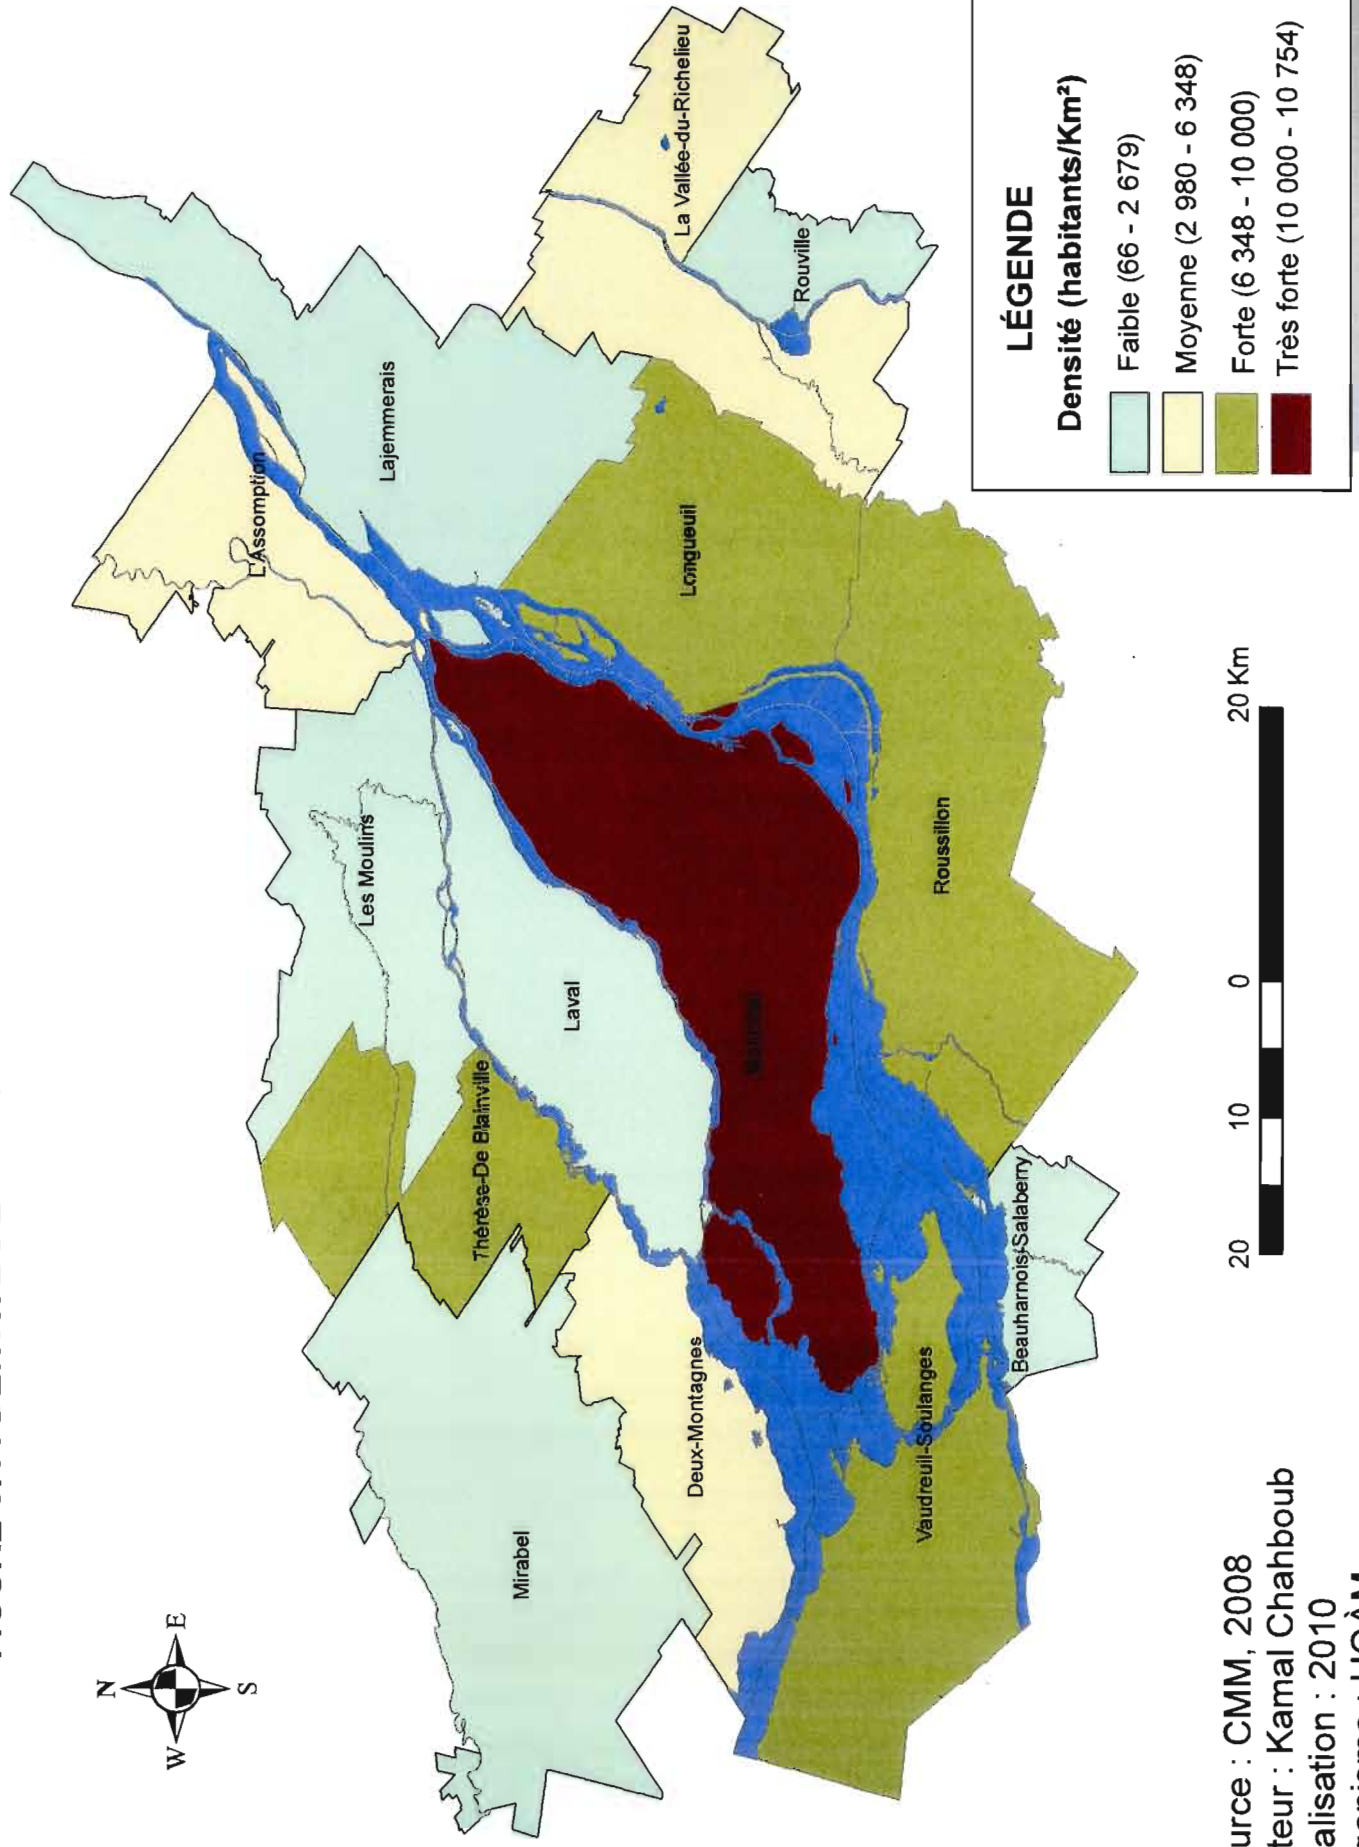 N
W
E
S
Mirabel
Thérèse-De Blainville
Les Moulins
L'Assomption
Lajemmerais
Deux-Montagnes
Laval
Montréal
Longueuil
La Vallée-du-Richelieu
Rouville
Vaudreuil-Soulanges
Roussillon
Beauharnois-Salaberry
20 10 0 20 Km
LÉGENDE
Densité (habitants/Km²)
Faible (66 - 2 679)
Moyenne (2 980 - 6 348)
Forte (6 348 - 10 000)
Très forte (10 000 - 10 754)
urce : CMM, 2008
teur : Kamal Chahboub
alisation : 2010